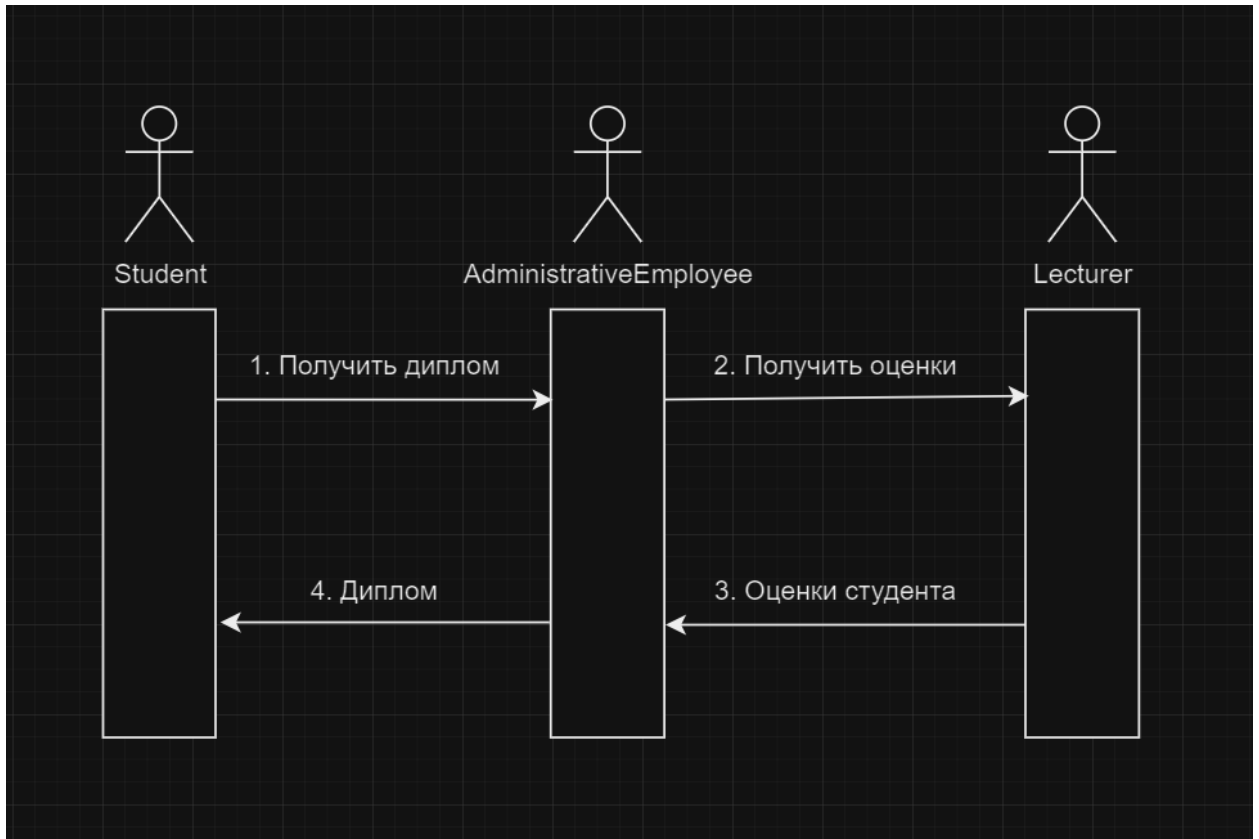 Student
AdministrativeEmployee
Lecturer
1. Получить диплом
2. Получить оценки
4. Диплом
3. Оценки студента